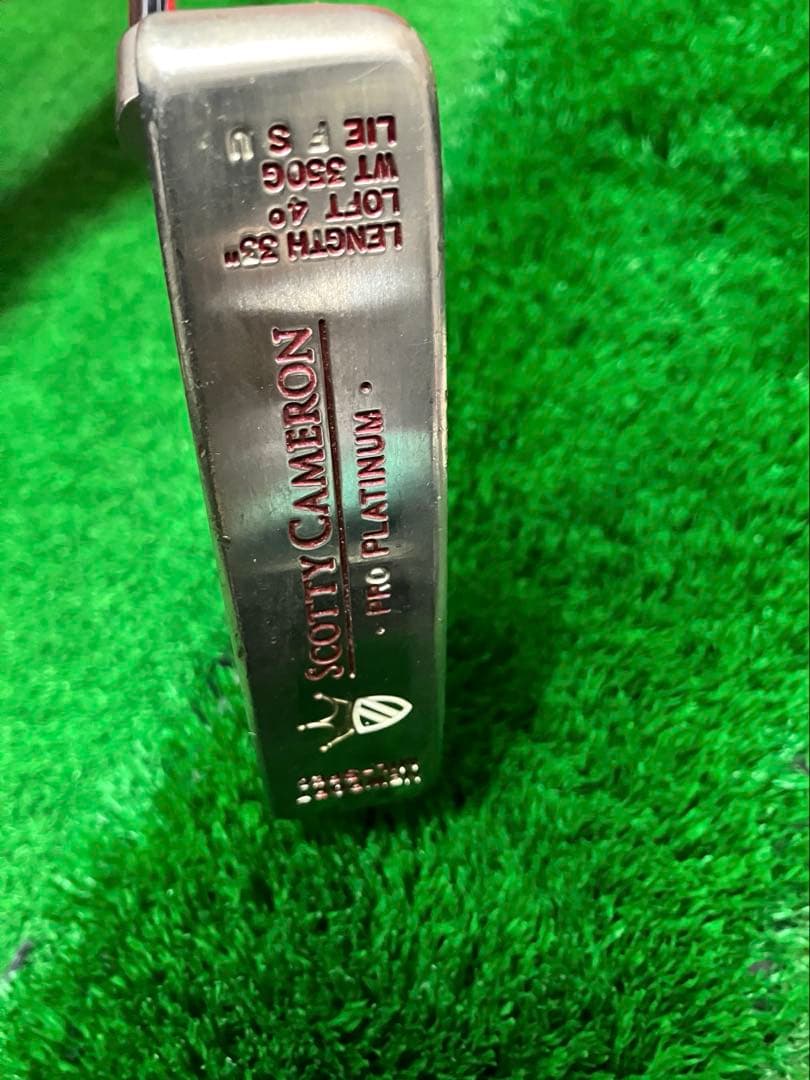 SCOTTY CAMERON
· PRO PLATINUM ·
LENGTH 33"
LOFT 4°
WT 350G
LIE F S U